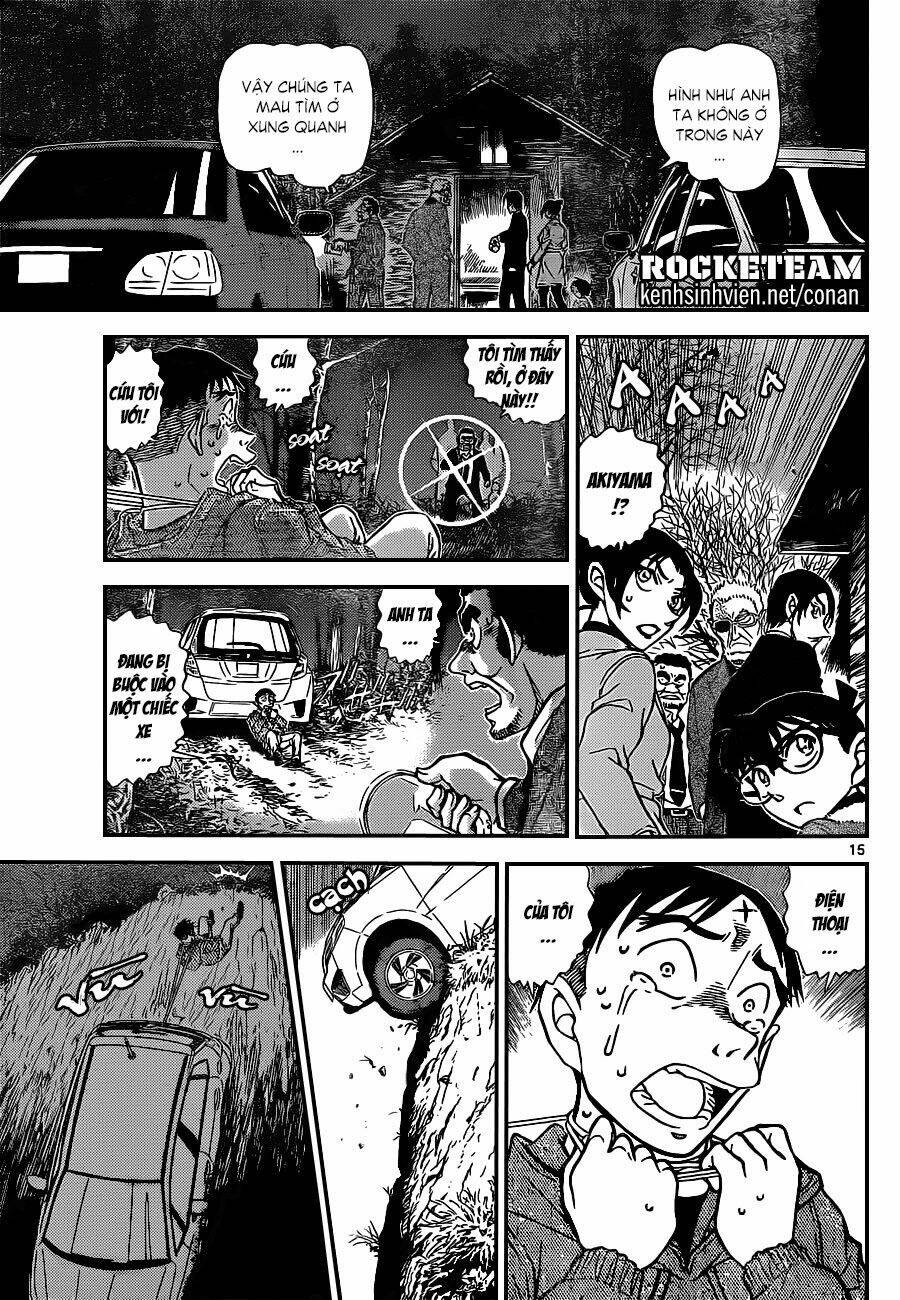 HÌNH NHƯ ANH
TA KHÔNG Ở
TRONG NÀY
...
VẬY CHÚNG TA
MAU TÌM Ở
XUNG QUANH
...
ROCKETEAM
kenhsinhvien.net/conan
A A A A
AKIYAMA
!?
TÔI TÌM THẤY
RỒI, Ở ĐÂY
NÀY!!
CỨU
...
CỨU TÔI
VỚI!
soạt
soạt
ANH TA
...
ĐANG BỊ
BUỘC VÀO
MỘT CHIẾC
XE
...
15
ĐIỆN
THOẠI
...
CỦA TÔI
...
cạch
vù
vù